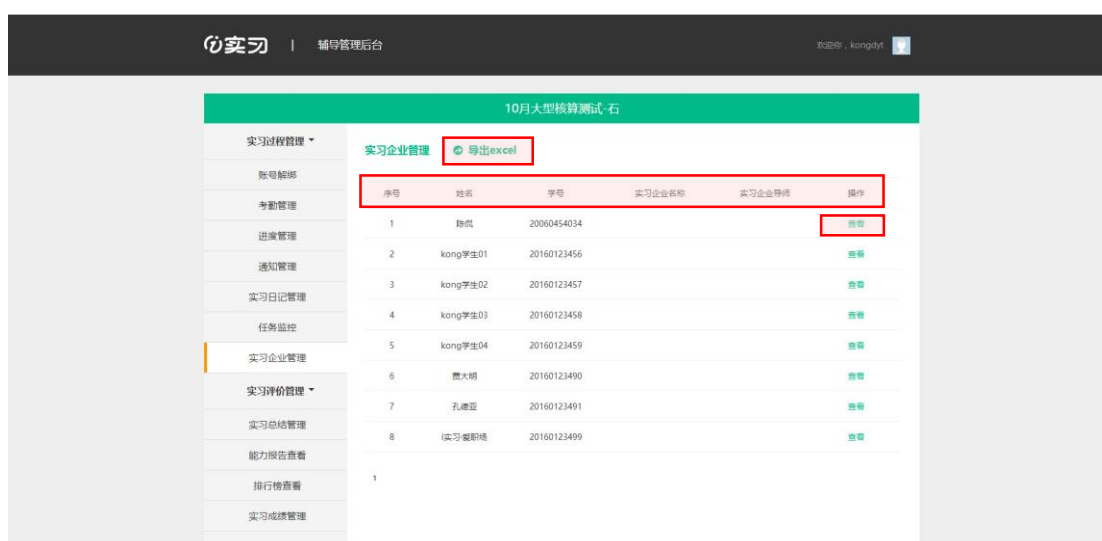 i实习 | 辅导管理后台 欢迎你，kongdyt
10月大型核算测试-石
实习过程管理
账号解绑
考勤管理
进度管理
通知管理
实习日记管理
任务监控
实习企业管理
实习评价管理
实习总结管理
能力报告查看
排行榜查看
实习成绩管理
实习企业管理 导出excel
序号 姓名 学号 实习企业名称 实习企业导师 操作
1 陈侃 20060454034 查看
2 kong学生01 20160123456 查看
3 kong学生02 20160123457 查看
4 kong学生03 20160123458 查看
5 kong学生04 20160123459 查看
6 贾大明 20160123490 查看
7 孔德亚 20160123491 查看
8 i实习·爱职场 20160123499 查看
1